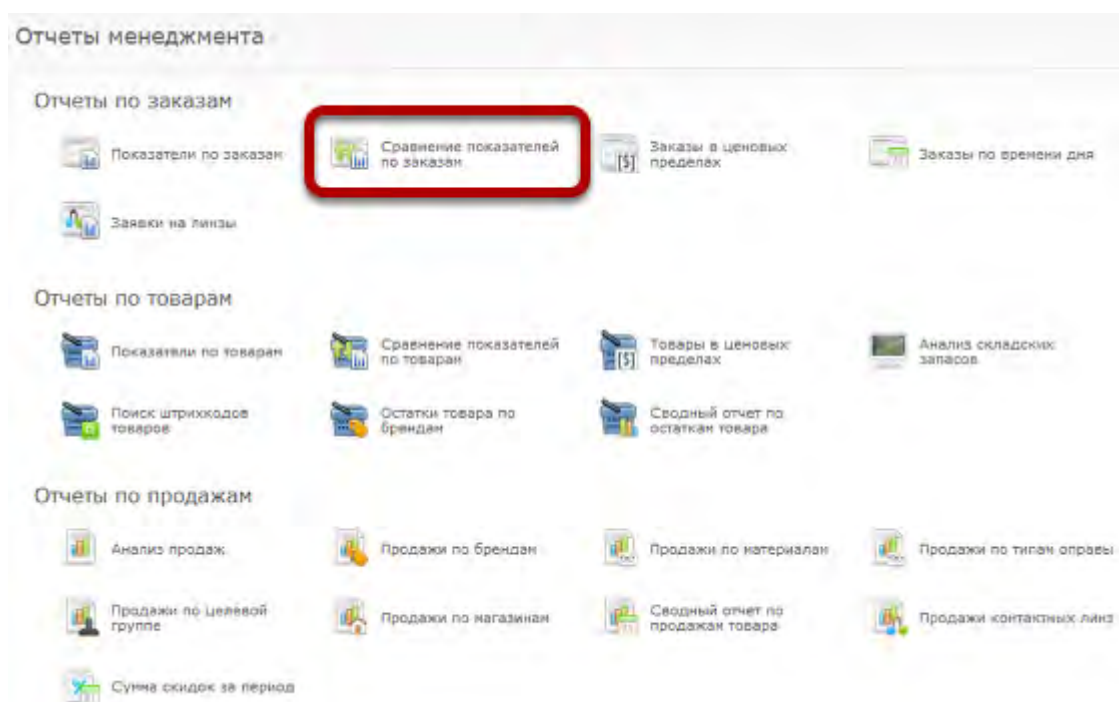 Отчеты менеджмента
Отчеты по заказам
Показатели по заказам
Сравнение показателей
по заказам
Заказы в ценовых
пределах
Заказы по времени дня
Заявки на линзы
Отчеты по товарам
Показатели по товарам
Сравнение показателей
по товарам
Товары в ценовых
пределах
Анализ складских
запасов
Поиск штрихкодов
товаров
Остатки товара по
брендам
Сводный отчет по
остаткам товара
Отчеты по продажам
Анализ продаж
Продажи по брендам
Продажи по материалам
Продажи по типам оправы
Продажи по целевой
группе
Продажи по магазинам
Сводный отчет по
продажам товара
Продажи контактных линз
Сумма скидок за период